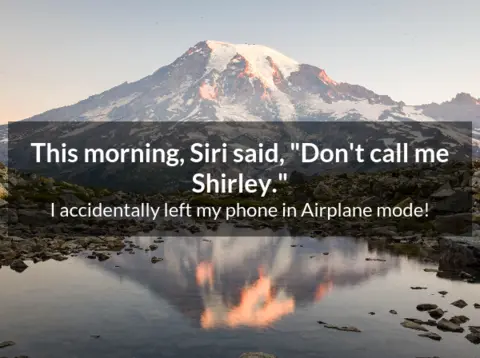 This morning, Siri said, "Don't call me
Shirley."
I accidentally left my phone in Airplane mode!